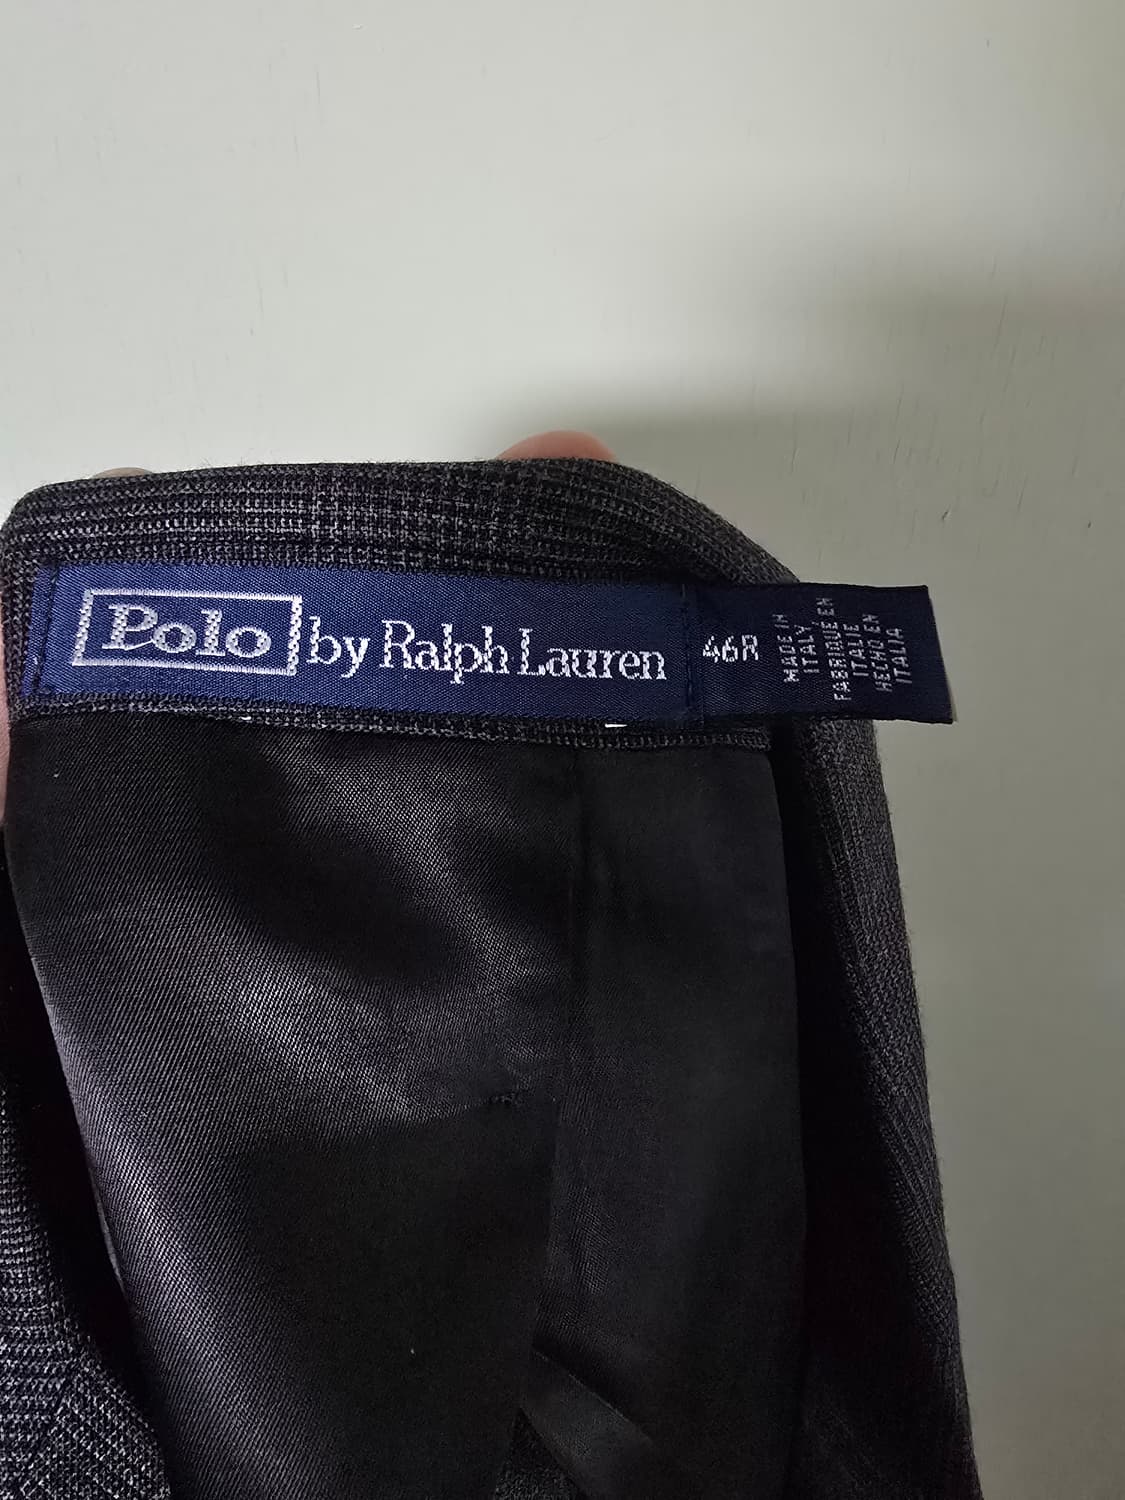 Polo by Ralph Lauren
46R
MADE IN
ITALY
FABRIQUE EN
ITALIE
HECHO EN
ITALIA